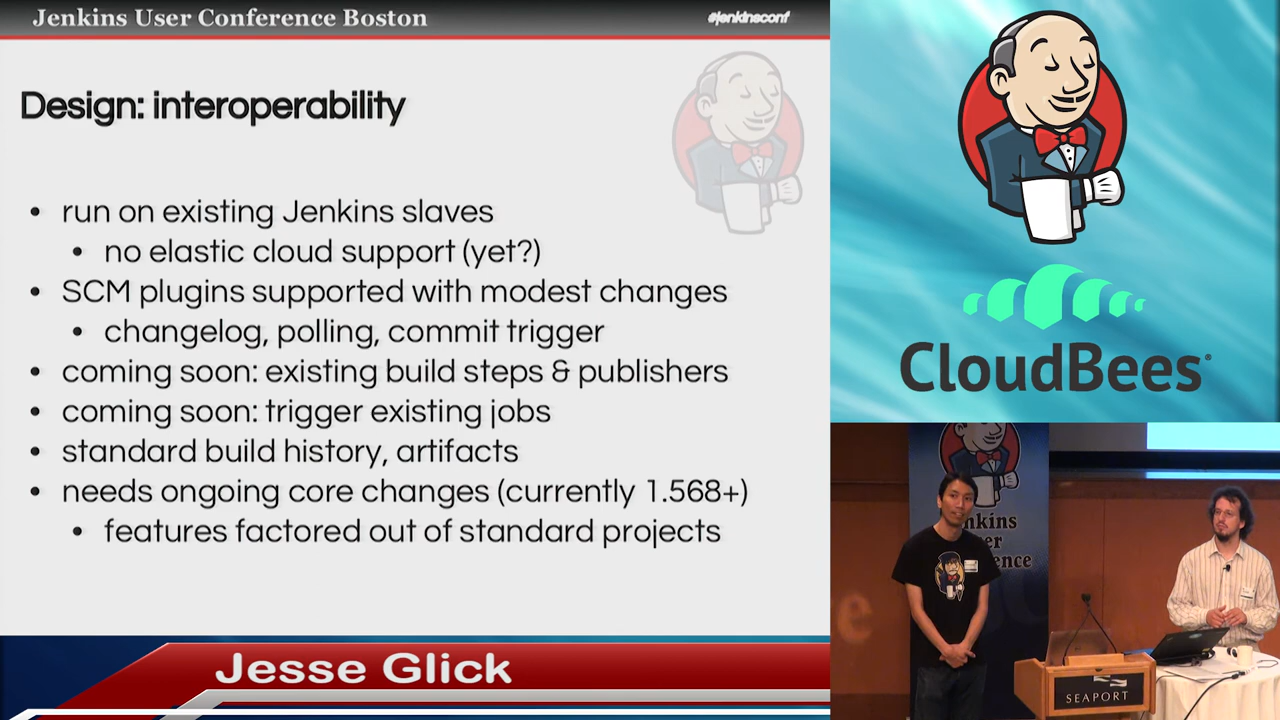 Jenkins User Conference Boston
#jenkinsconf
Design: interoperability
• run on existing Jenkins slaves
• no elastic cloud support (yet?)
• SCM plugins supported with modest changes
• changelog, polling, commit trigger
• coming soon: existing build steps & publishers
• coming soon: trigger existing jobs
• standard build history, artifacts
• needs ongoing core changes (currently 1.568+)
• features factored out of standard projects
Jesse Glick
CloudBees
nkins
er
ence
SEAPORT